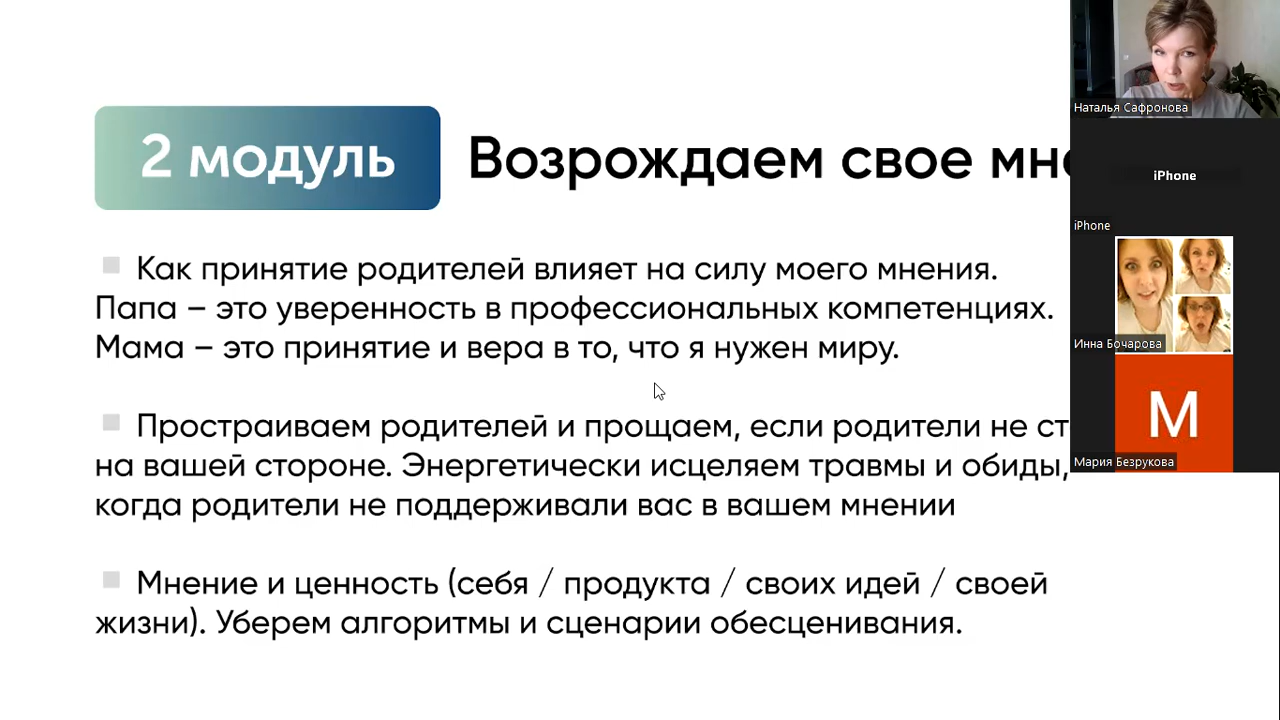 2 модуль
Возрождаем свое
Как принятие родителей влияет на силу моего мнения.
Папа – это уверенность в профессиональных компетенциях.
Мама – это принятие и вера в то, что я нужен миру.
Простраиваем родителей и прощаем, если родители не
на вашей стороне. Энергетически исцеляем травмы и обиды,
когда родители не поддерживали вас в вашем мнении
Мнение и ценность (себя / продукта / своих идей / своей
жизни). Уберем алгоритмы и сценарии обесценивания.
Наталья Сафронова
iPhone
iPhone
Инна Бочарова
М
Мария Безрукова